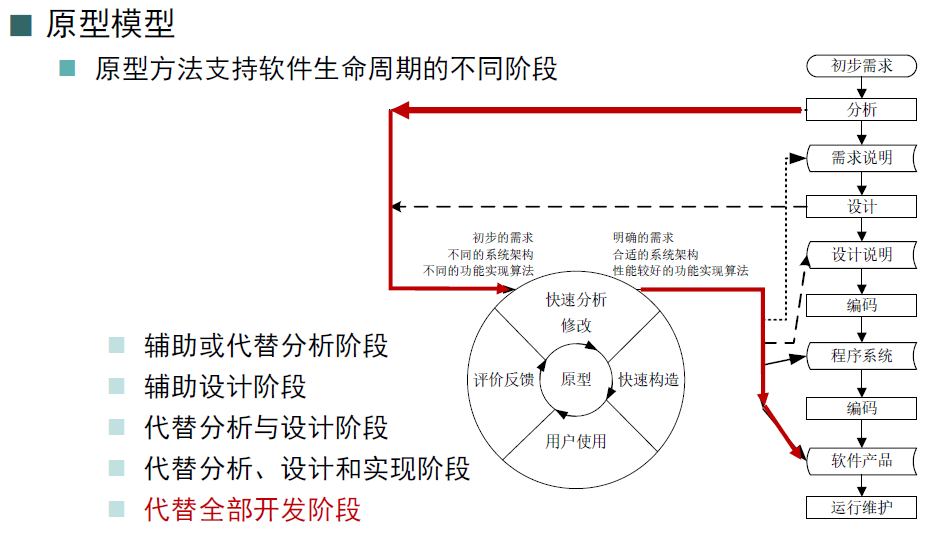 原型模型
原型方法支持软件生命周期的不同阶段
初步需求
分析
需求说明
设计
设计说明
编码
程序系统
编码
软件产品
运行维护
初步的需求
不同的系统架构
不同的功能实现算法
明确的需求
合适的系统架构
性能较好的功能实现算法
快速分析
修改
评价反馈
原型
快速构造
用户使用
辅助或代替分析阶段
辅助设计阶段
代替分析与设计阶段
代替分析、设计和实现阶段
代替全部开发阶段